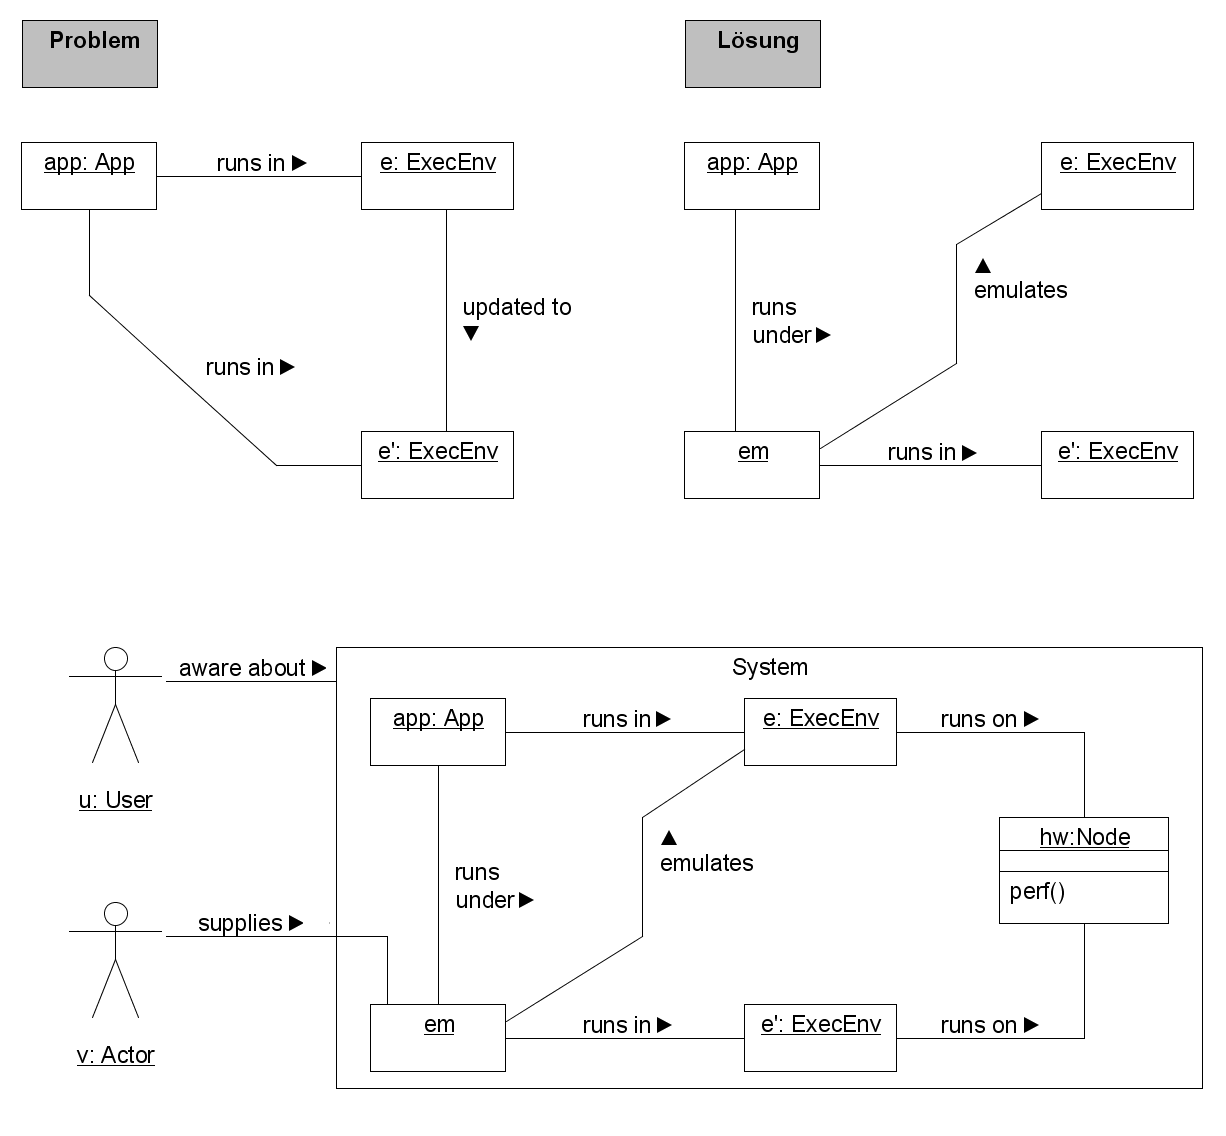 Problem
Lösung
app: App
runs in ▶
e: ExecEnv
updated to
▼
runs in ▶
e': ExecEnv
app: App
e: ExecEnv
▲
emulates
runs
under ▶
em
runs in ▶
e': ExecEnv
aware about ▶
u: User
supplies ▶
v: Actor
System
app: App
runs in ▶
e: ExecEnv
runs on ▶
▲
emulates
hw:Node
perf()
runs
under ▶
em
runs in ▶
e': ExecEnv
runs on ▶